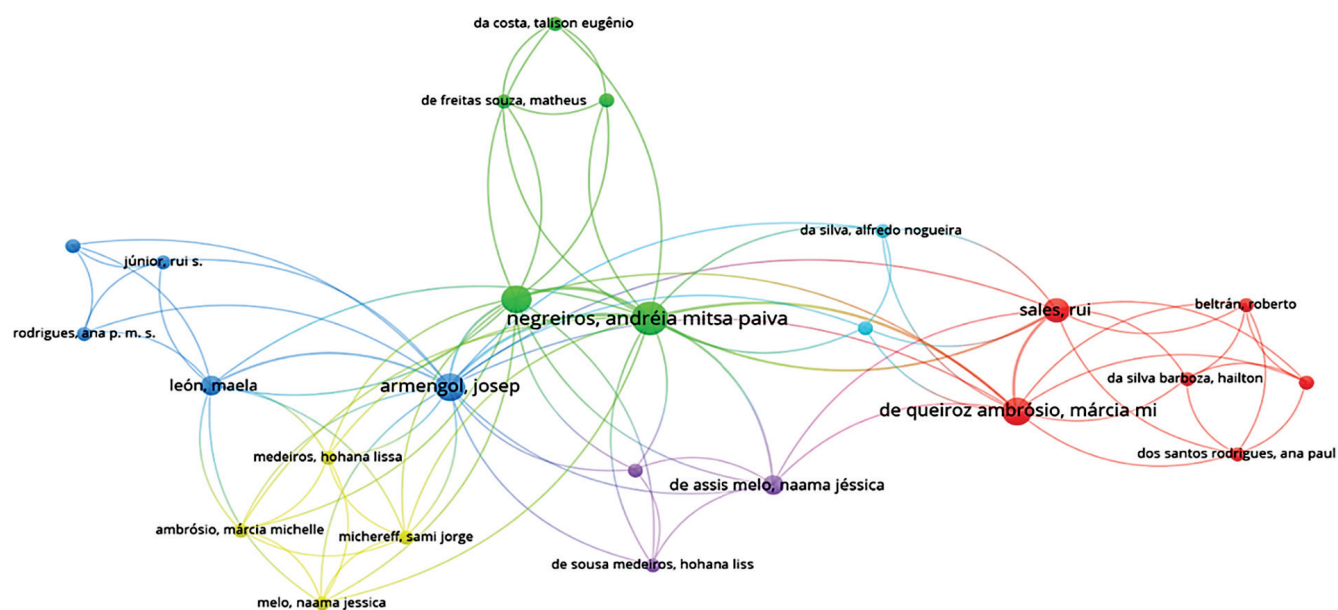 da costa, talison eugênio
de freitas souza, matheus
da silva, alfredo nogueira
júnior, rui s.
beltrán, roberto
sales, rui
negreiros, andréia mitsa paiva
rodrigues, ana p. m. s.
león, maela
armengol, josep
da silva barboza, hailton
de queiroz ambrósio, márcia mi
medeiros, hohana lissa
dos santos rodrigues, ana paul
de assis melo, naama jéssica
ambrósio, márcia michelle
michereff, sami jorge
de sousa medeiros, hohana liss
melo, naama jessica